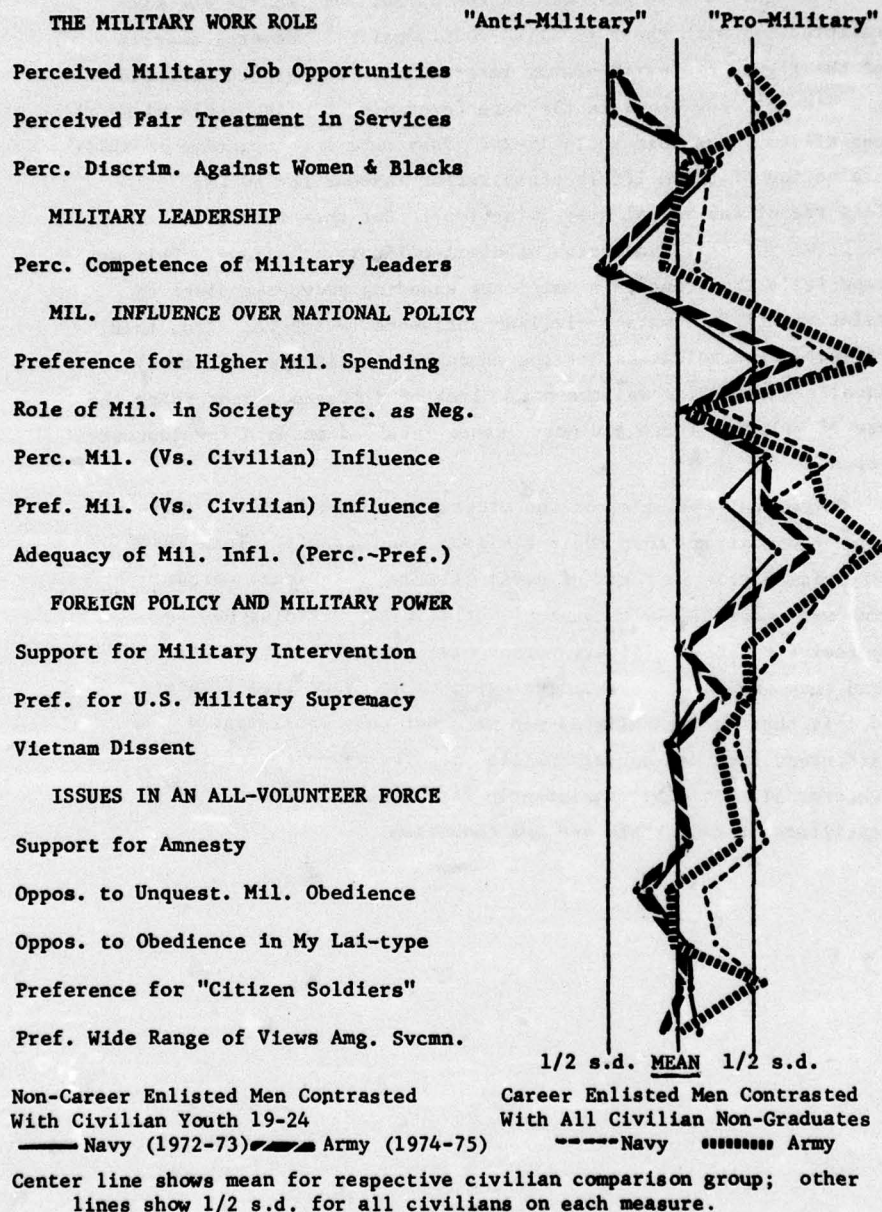 THE MILITARY WORK ROLE "Anti-Military" "Pro-Military"
Perceived Military Job Opportunities
Perceived Fair Treatment in Services
Perc. Discrim. Against Women & Blacks
MILITARY LEADERSHIP
Perc. Competence of Military Leaders
MIL. INFLUENCE OVER NATIONAL POLICY
Preference for Higher Mil. Spending
Role of Mil. in Society Perc. as Neg.
Perc. Mil. (Vs. Civilian) Influence
Pref. Mil. (Vs. Civilian) Influence
Adequacy of Mil. Infl. (Perc.~Pref.)
FOREIGN POLICY AND MILITARY POWER
Support for Military Intervention
Pref. for U.S. Military Supremacy
Vietnam Dissent
ISSUES IN AN ALL-VOLUNTEER FORCE
Support for Amnesty
Oppos. to Unquest. Mil. Obedience
Oppos. to Obedience in My Lai-type
Preference for "Citizen Soldiers"
Pref. Wide Range of Views Amg. Svcmn.
1/2 s.d. MEAN 1/2 s.d.
Non-Career Enlisted Men Contrasted
With Civilian Youth 19-24
Navy (1972-73) Army (1974-75)
Career Enlisted Men Contrasted
With All Civilian Non-Graduates
Navy Army
Center line shows mean for respective civilian comparison group; other
lines show 1/2 s.d. for all civilians on each measure.